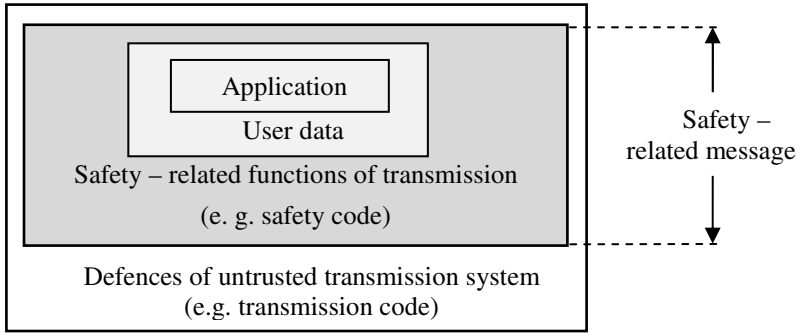 Application
User data
Safety – related functions of transmission
(e. g. safety code)
Defences of untrusted transmission system
(e.g. transmission code)
Safety –
related message